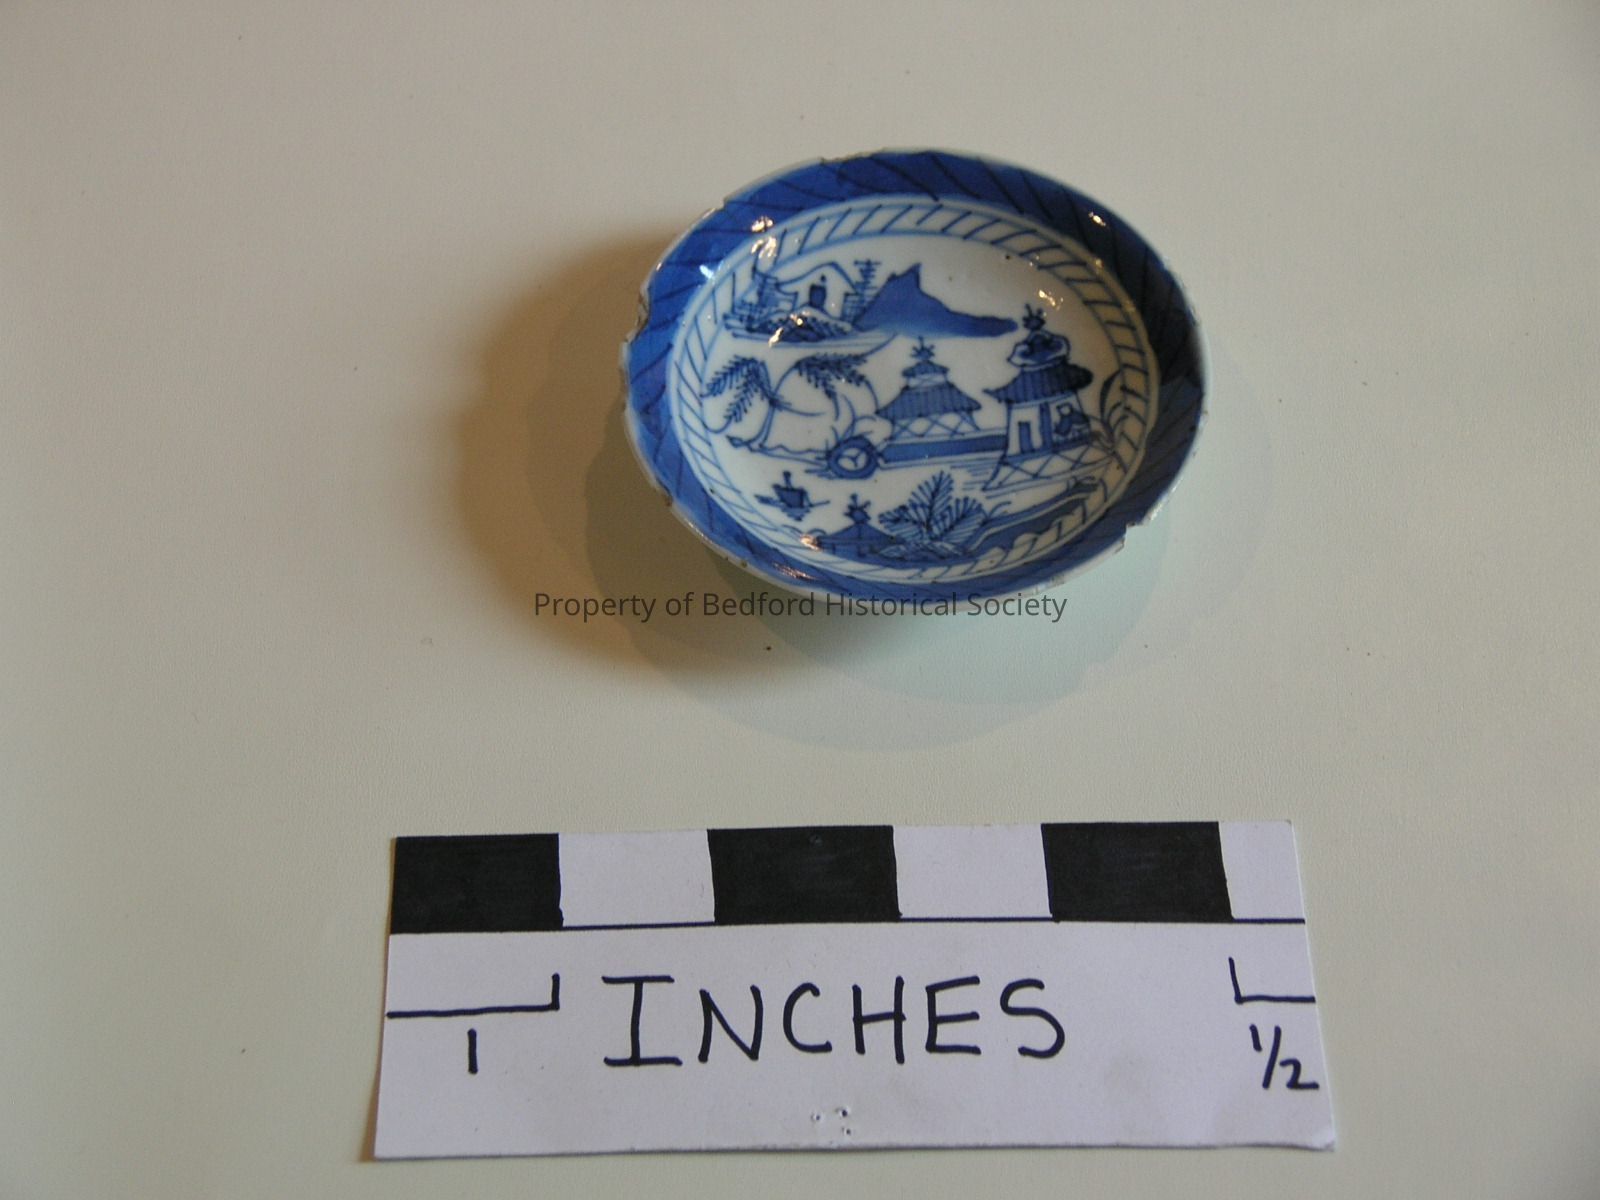 Property of Bedford Historical Society
INCHES
1
1/2